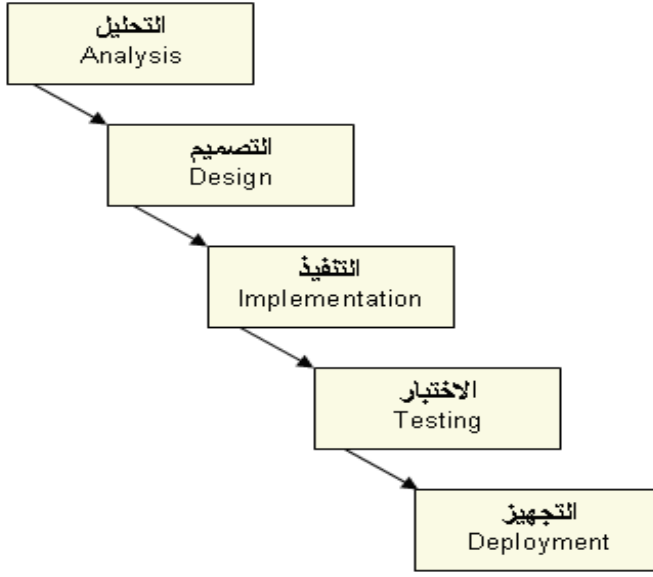 التحليل
Analysis
التصميم
Design
التنفيذ
Implementation
الاختبار
Testing
التجهيز
Deployment